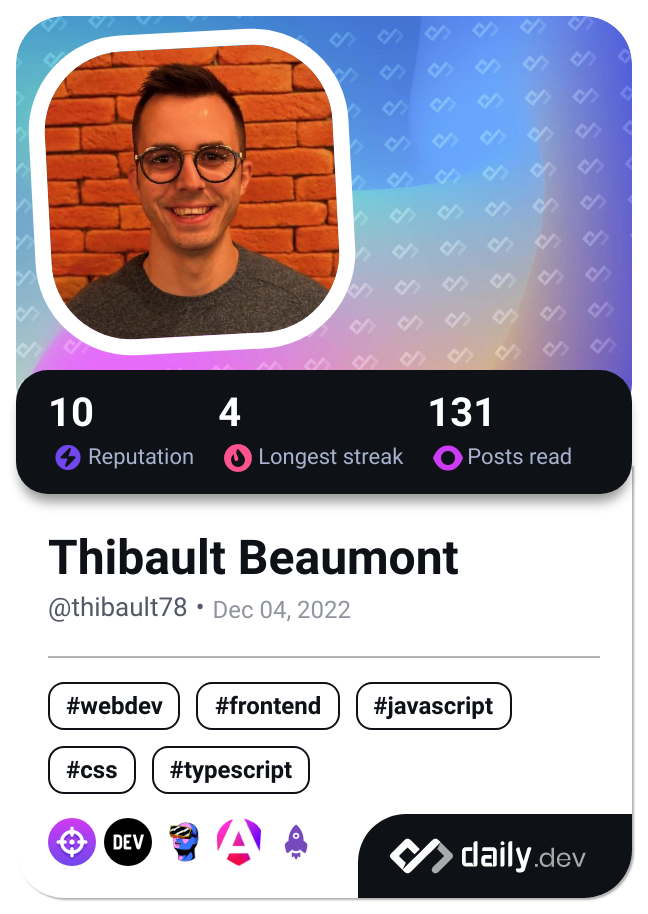 10 4 131
Reputation Longest streak Posts read
Thibault Beaumont
@thibault78 • Dec 04, 2022
#webdev #frontend #javascript
#css #typescript
DEV
daily.dev